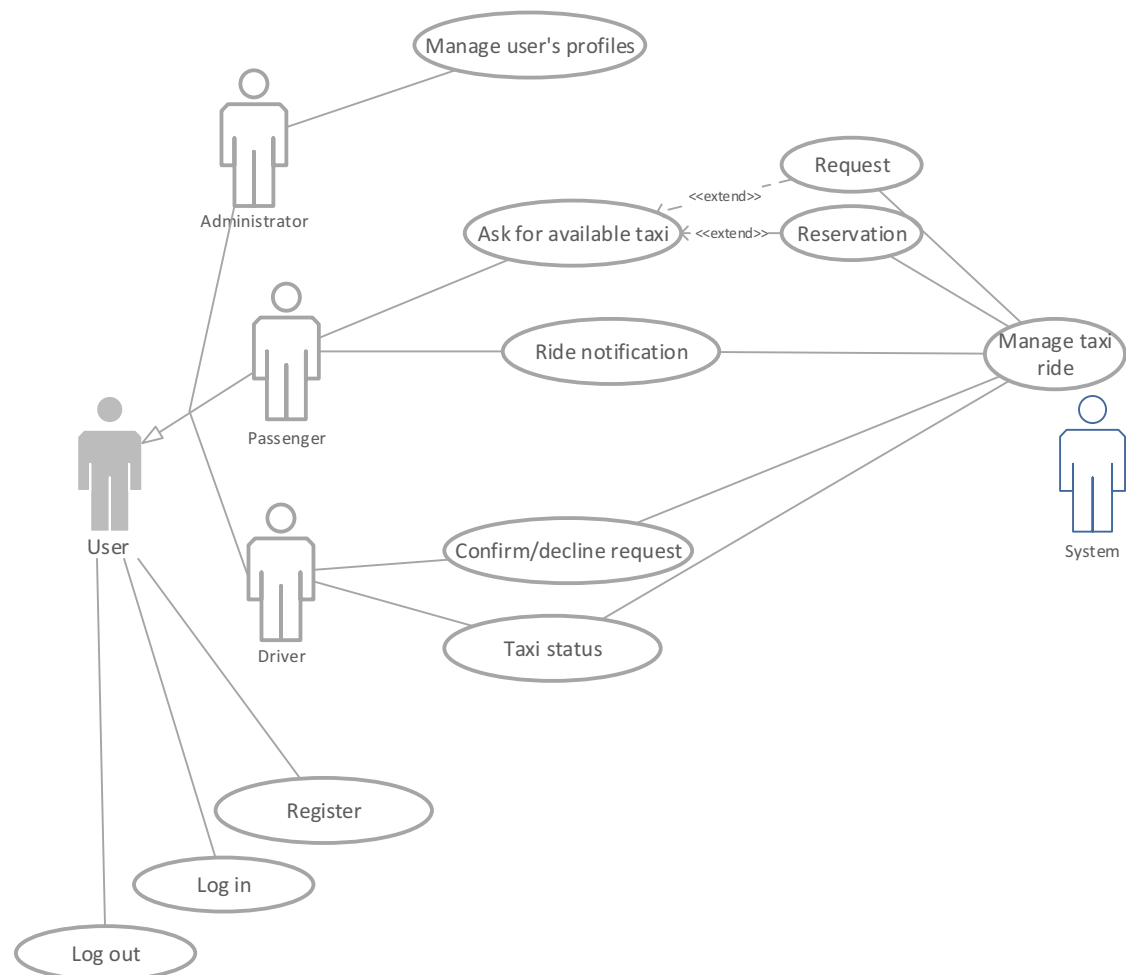 Manage user's profiles
Administrator
Request
<<extend>>
Ask for available taxi
<<extend>>
Reservation
Ride notification
Manage taxi
ride
Passenger
User
Confirm/decline request
System
Driver
Taxi status
Register
Log in
Log out